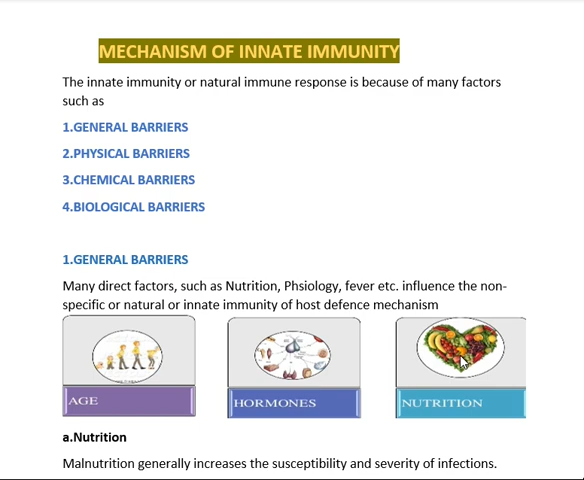 MECHANISM OF INNATE IMMUNITY
The innate immunity or natural immune response is because of many factors
such as
1.GENERAL BARRIERS
2.PHYSICAL BARRIERS
3.CHEMICAL BARRIERS
4.BIOLOGICAL BARRIERS
1.GENERAL BARRIERS
Many direct factors, such as Nutrition, Phsiology, fever etc. influence the non-
specific or natural or innate immunity of host defence mechanism
AGE
HORMONES
NUTRITION
a.Nutrition
Malnutrition generally increases the susceptibility and severity of infections.